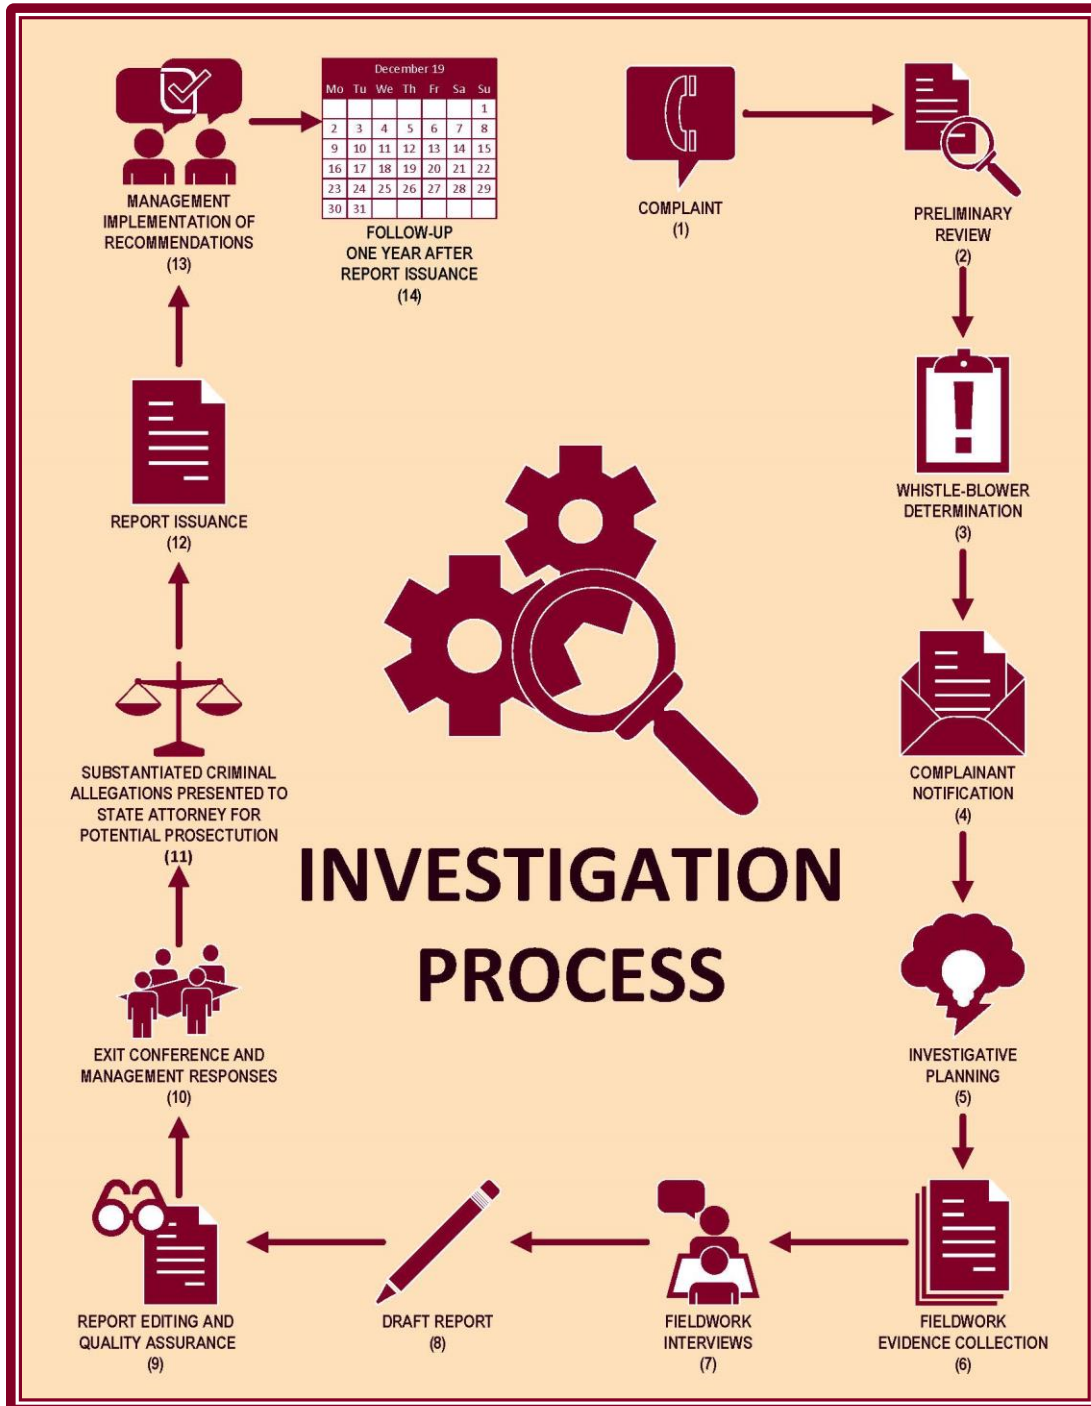 COMPLAINT
(1)
PRELIMINARY
REVIEW
(2)
WHISTLE-BLOWER
DETERMINATION
(3)
COMPLAINANT
NOTIFICATION
(4)
INVESTIGATIVE
PLANNING
(5)
FIELDWORK
EVIDENCE COLLECTION
(6)
FIELDWORK
INTERVIEWS
(7)
DRAFT REPORT
(8)
REPORT EDITING AND
QUALITY ASSURANCE
(9)
EXIT CONFERENCE AND
MANAGEMENT RESPONSES
(10)
SUBSTANTIATED CRIMINAL
ALLEGATIONS PRESENTED TO
STATE ATTORNEY FOR
POTENTIAL PROSECTUTION
(11)
REPORT ISSUANCE
(12)
MANAGEMENT
IMPLEMENTATION OF
RECOMMENDATIONS
(13)
December 19
Mo Tu We Th Fr Sa Su
1
2 3 4 5 6 7 8
9 10 11 12 13 14 15
16 17 18 19 20 21 22
23 24 25 26 27 28 29
30 31
FOLLOW-UP
ONE YEAR AFTER
REPORT ISSUANCE
(14)
INVESTIGATION
PROCESS